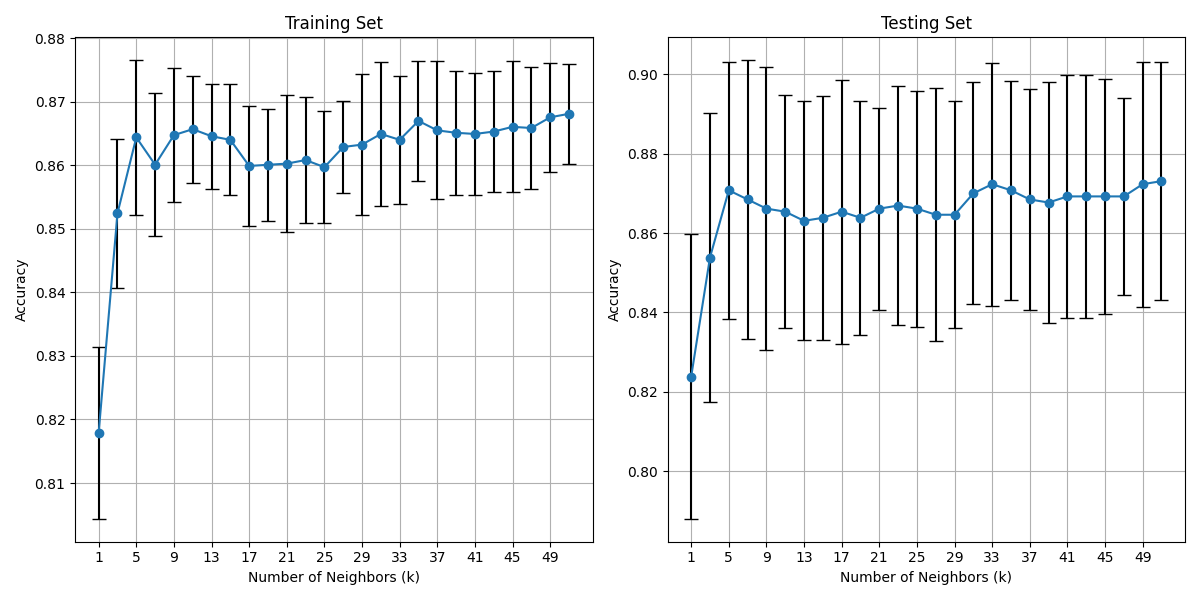 Training Set
Accuracy
0.88
0.87
0.86
0.85
0.84
0.83
0.82
0.81
1 5 9 13 17 21 25 29 33 37 41 45 49
Number of Neighbors (k)
Testing Set
Accuracy
0.90
0.88
0.86
0.84
0.82
0.80
1 5 9 13 17 21 25 29 33 37 41 45 49
Number of Neighbors (k)